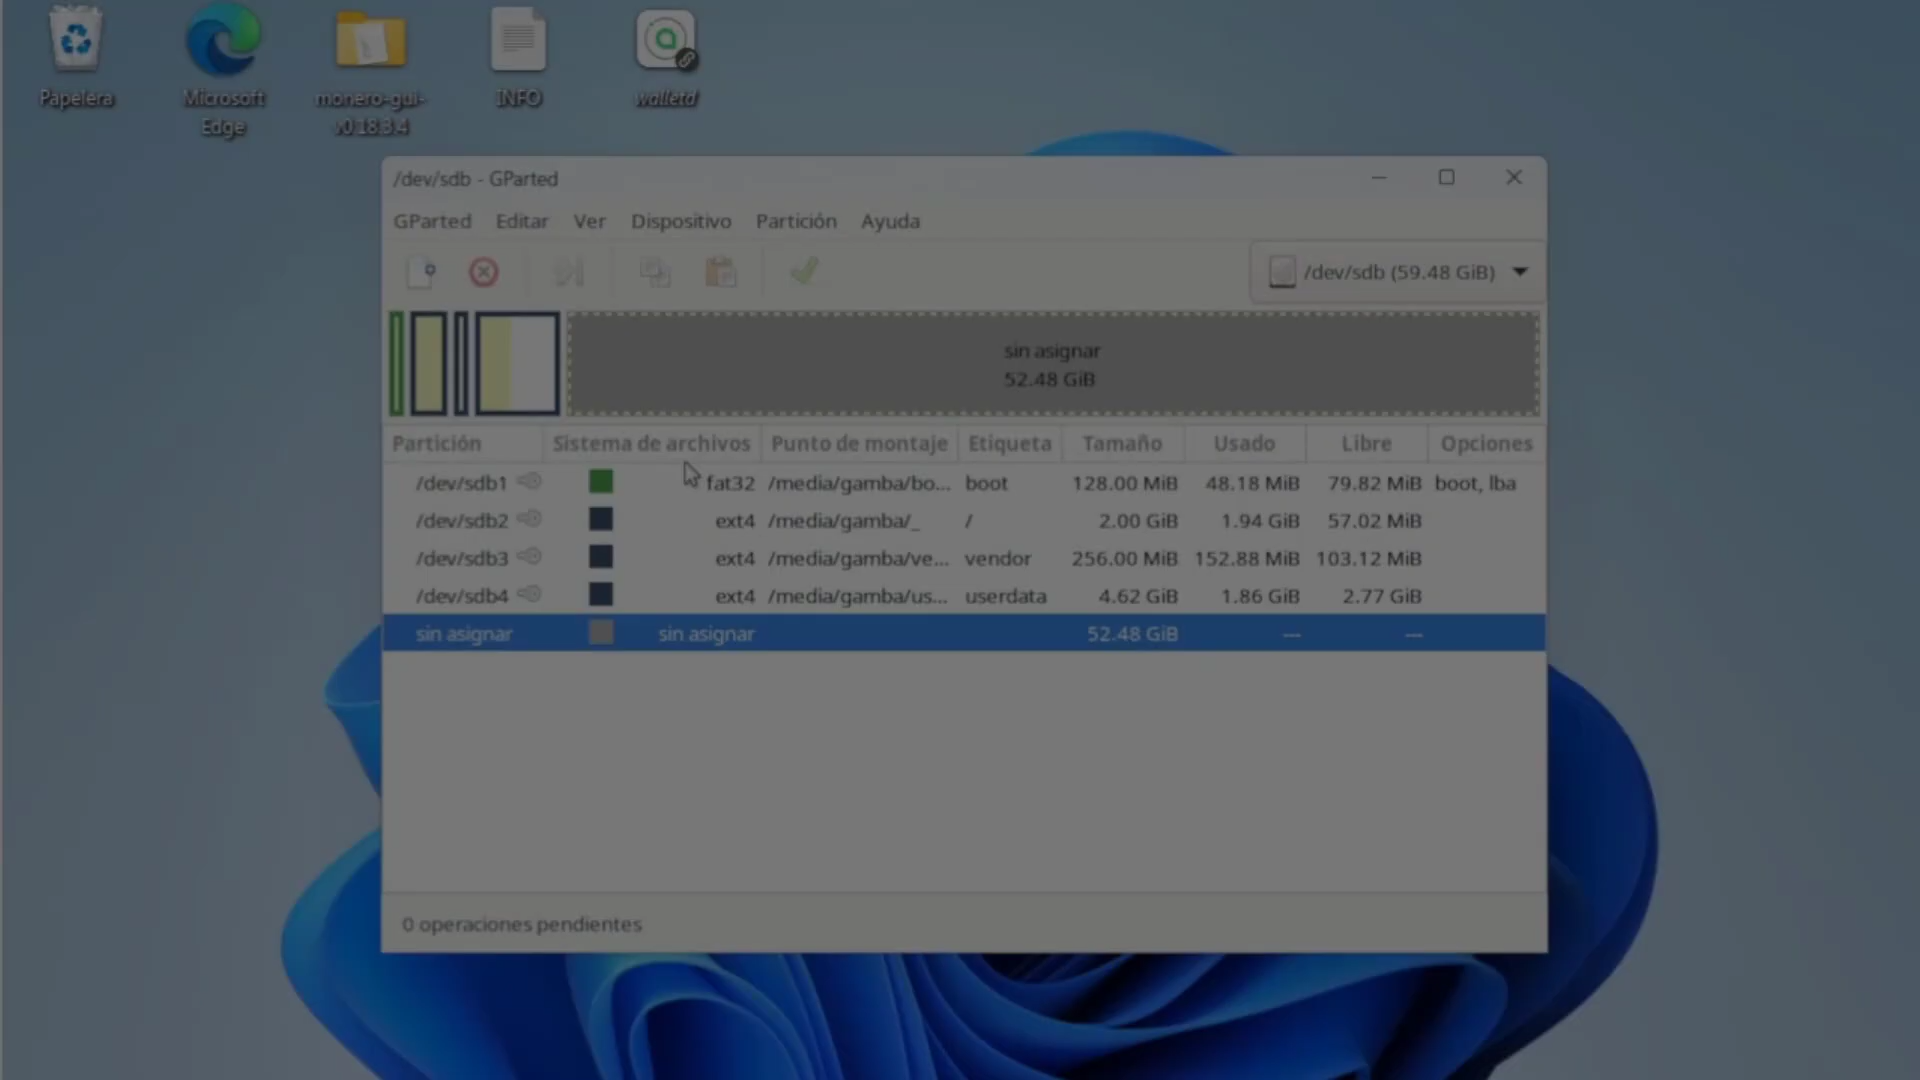 Papelera
Microsoft
Edge
monero-gui-
v0.18.3.4
INFO
walletd
/dev/sdb - GParted
GParted Editar Ver Dispositivo Partición Ayuda
/dev/sdb (59.48 GiB)
sin asignar
52.48 GiB
Partición Sistema de archivos Punto de montaje Etiqueta Tamaño Usado Libre Opciones
/dev/sdb1 fat32 /media/gamba/bo... boot 128.00 MiB 48.18 MiB 79.82 MiB boot, lba
/dev/sdb2 ext4 /media/gamba/_ / 2.00 GiB 1.94 GiB 57.02 MiB
/dev/sdb3 ext4 /media/gamba/ve... vendor 256.00 MiB 152.88 MiB 103.12 MiB
/dev/sdb4 ext4 /media/gamba/us... userdata 4.62 GiB 1.86 GiB 2.77 GiB
sin asignar sin asignar 52.48 GiB — —
0 operaciones pendientes